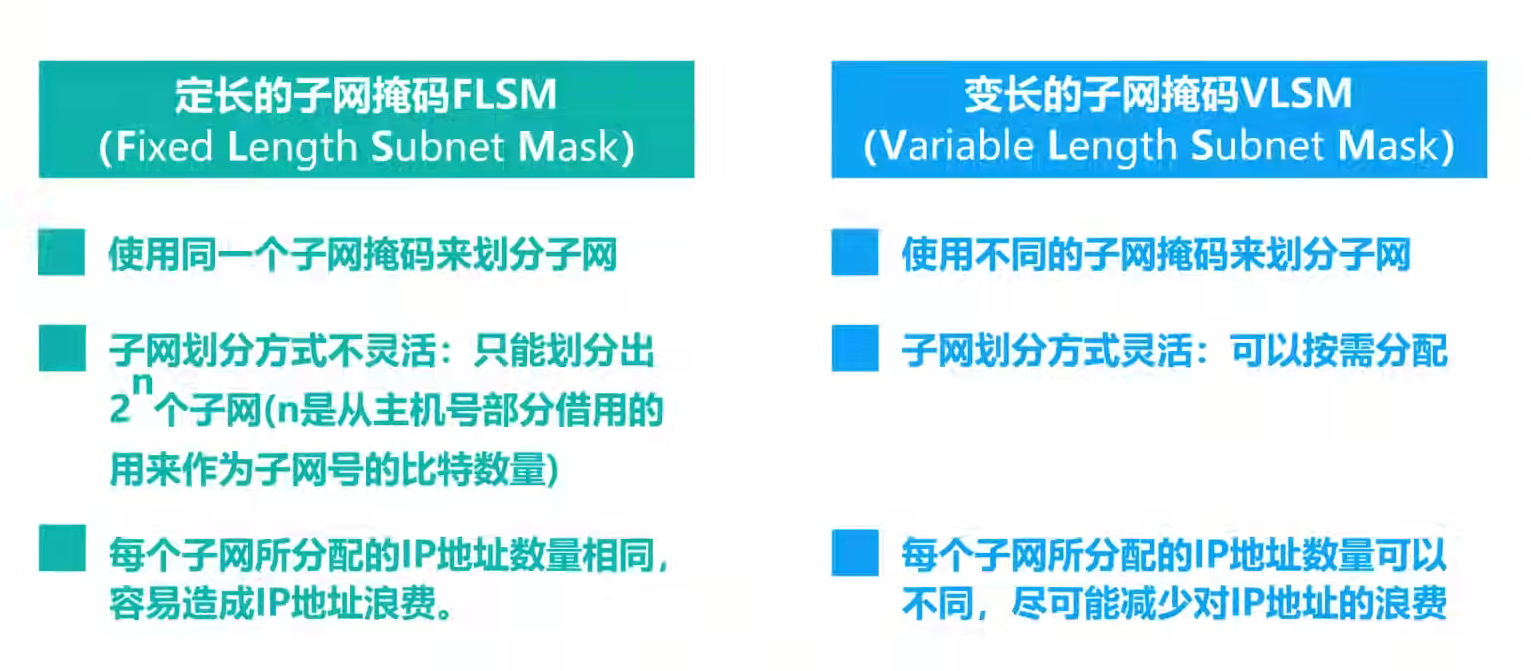 定长的子网掩码FLSM
(Fixed Length Subnet Mask)
使用同一个子网掩码来划分子网
子网划分方式不灵活：只能划分出
2ⁿ个子网(n是从主机号部分借用的
用来作为子网号的比特数量)
每个子网所分配的IP地址数量相同，
容易造成IP地址浪费。
变长的子网掩码VLSM
(Variable Length Subnet Mask)
使用不同的子网掩码来划分子网
子网划分方式灵活：可以按需分配
每个子网所分配的IP地址数量可以
不同，尽可能减少对IP地址的浪费